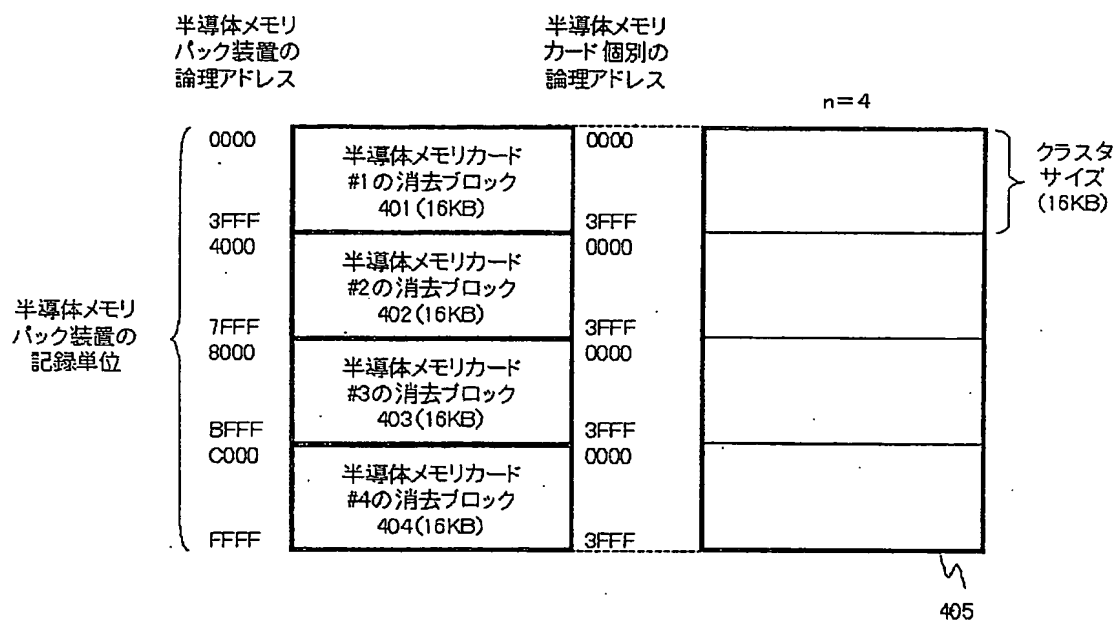 半導体メモリ
パック装置の
論理アドレス
半導体メモリ
カード個別の
論理アドレス
n=4
0000
半導体メモリカード
#1の消去ブロック
401(16KB)
3FFF
0000
3FFF
クラスタ
サイズ
(16KB)
4000
半導体メモリカード
#2の消去ブロック
402(16KB)
7FFF
0000
3FFF
半導体メモリ
パック装置の
記録単位
8000
半導体メモリカード
#3の消去ブロック
403(16KB)
BFFF
0000
3FFF
C000
半導体メモリカード
#4の消去ブロック
404(16KB)
FFFF
0000
3FFF
405